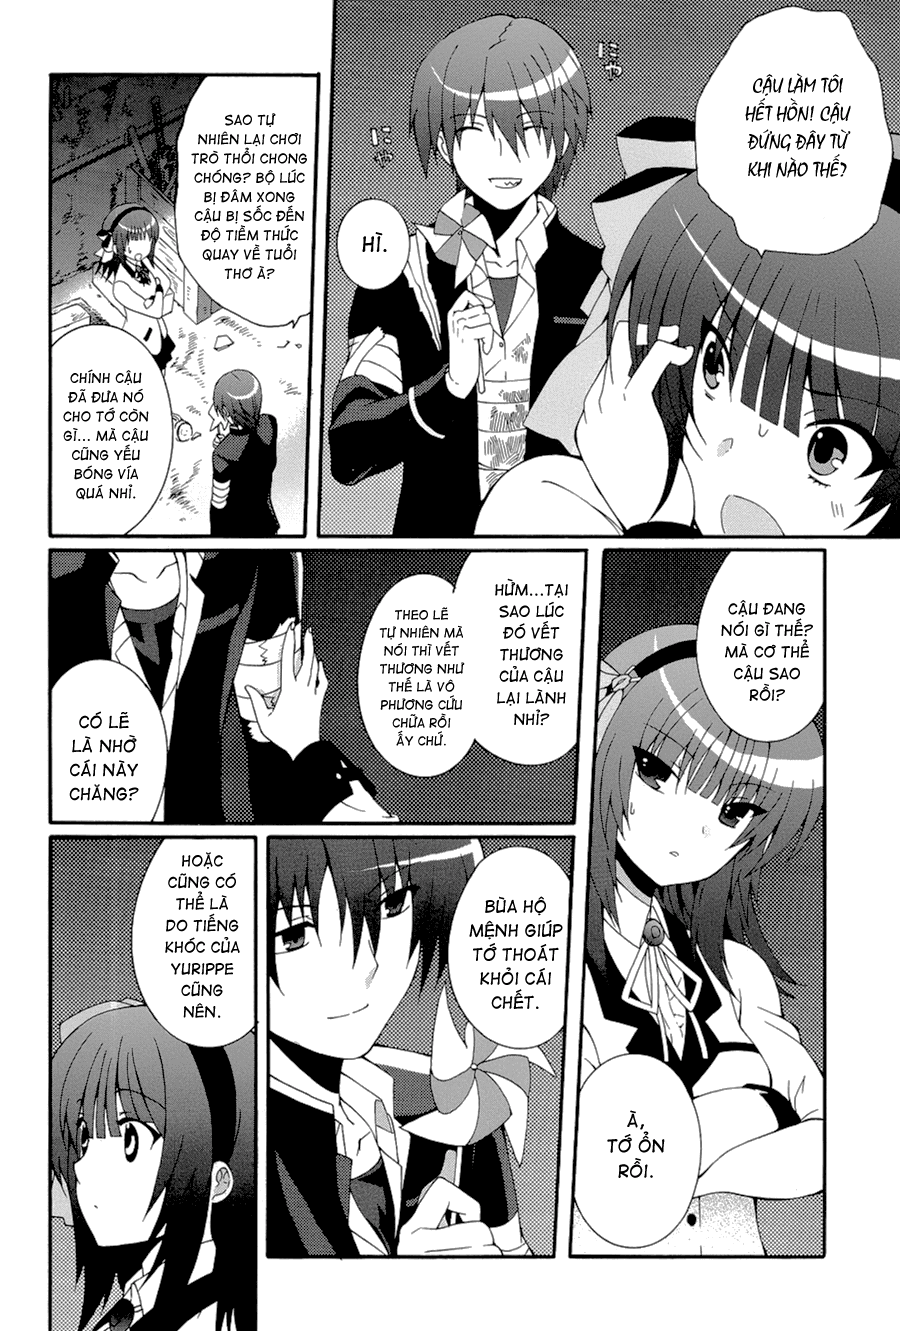 CẬU LÀM TÔI
HẾT HỒN! CẬU
ĐỨNG ĐÂY TỪ
KHI NÀO THẾ?
にや
にや
HÌ.
SAO TỰ
NHIÊN LẠI CHƠI
TRÒ THỔI CHONG
CHÓNG? BỘ LÚC
BỊ ĐÂM XONG
CẬU BỊ SỐC ĐẾN
ĐỘ TIỀM THỨC
QUAY VỀ TUỔI
THƠ À?
CHÍNH CẬU
ĐÃ ĐƯA NÓ
CHO TỚ CÒN
GÌ... MÀ CẬU
CŨNG YẾU
BÓNG VÍA
QUÁ NHỈ.
CẬU ĐANG
NÓI GÌ THẾ?
MÀ CƠ THỂ
CẬU SAO
RỒI?
À,
TỚ ỔN
RỒI.
HỪM...TẠI
SAO LÚC
ĐÓ VẾT
THƯƠNG
CỦA CẬU
LẠI LÀNH
NHỈ?
THEO LẼ
TỰ NHIÊN MÀ
NÓI THÌ VẾT
THƯƠNG NHƯ
THẾ LÀ VÔ
PHƯƠNG CỨU
CHỮA RỒI
ẤY CHỨ.
CÓ LẼ
LÀ NHỜ
CÁI NÀY
CHĂNG?
BÙA HỘ
MỆNH GIÚP
TỚ THOÁT
KHỎI CÁI
CHẾT.
HOẶC
CŨNG CÓ
THỂ LÀ
DO TIẾNG
KHÓC CỦA
YURIPPE
CŨNG
NÊN.